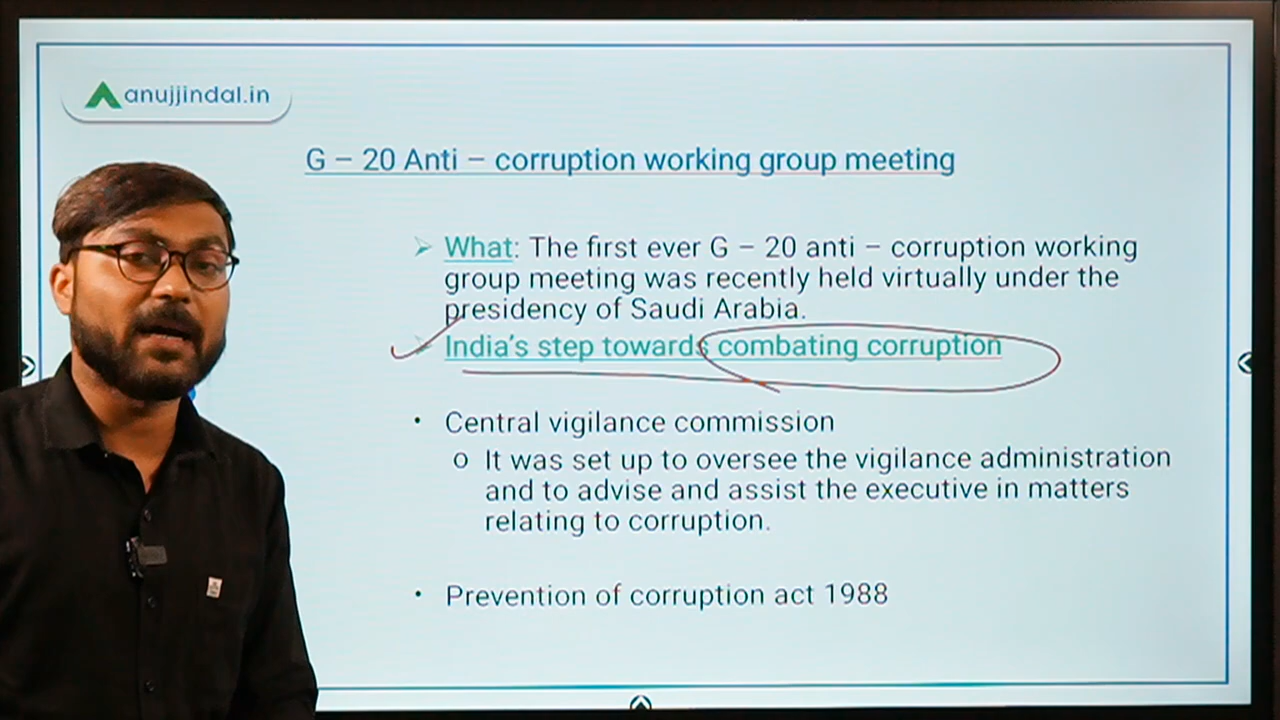 anujjindal.in
G – 20 Anti – corruption working group meeting
➢ What: The first ever G – 20 anti – corruption working
group meeting was recently held virtually under the
presidency of Saudi Arabia.
➢ India's step towards combating corruption
• Central vigilance commission
o It was set up to oversee the vigilance administration
and to advise and assist the executive in matters
relating to corruption.
• Prevention of corruption act 1988